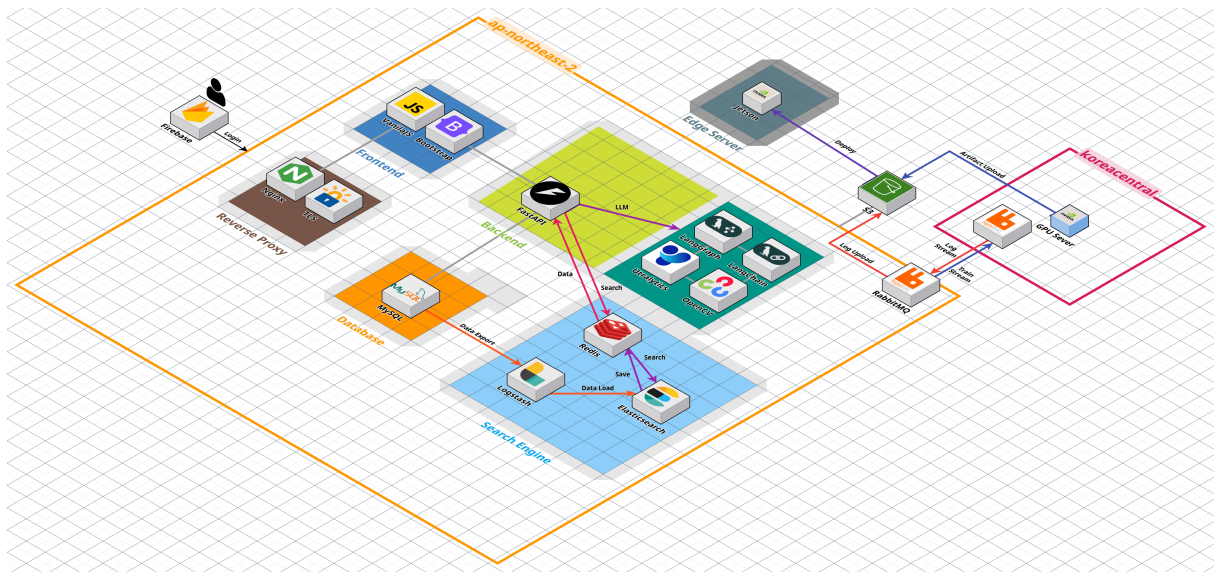 ap-northeast-2
Firebase
Login
JS
VanillaJS
B
Bootstrap
Frontend
N
Nginx
TLS
Reverse Proxy
FastAPI
Backend
LLM
LangGraph
Langchain
Ultralytics
OpenCV
Data
Search
MySQL
MySQL
Database
Data Export
Redis
Search
Save
Logstash
Data Load
Elasticsearch
Search Engine
Jetson
Edge Server
Deploy
S3
Artifact Upload
koreacentral
GPU Sever
Log
Stream
Train
Stream
Log Upload
RabbitMQ